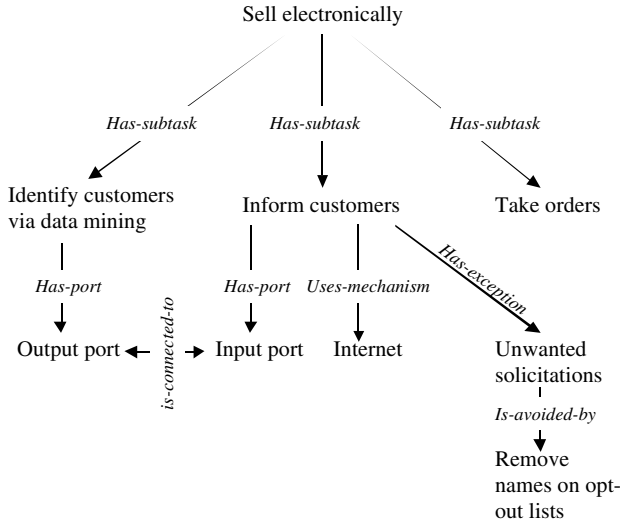 Sell electronically
Has-subtask
Has-subtask
Has-subtask
Identify customers
via data mining
Inform customers
Take orders
Has-port
Has-port
Uses-mechanism
Has-exception
Output port
is-connected-to
Input port
Internet
Unwanted
solicitations
Is-avoided-by
Remove
names on opt-
out lists